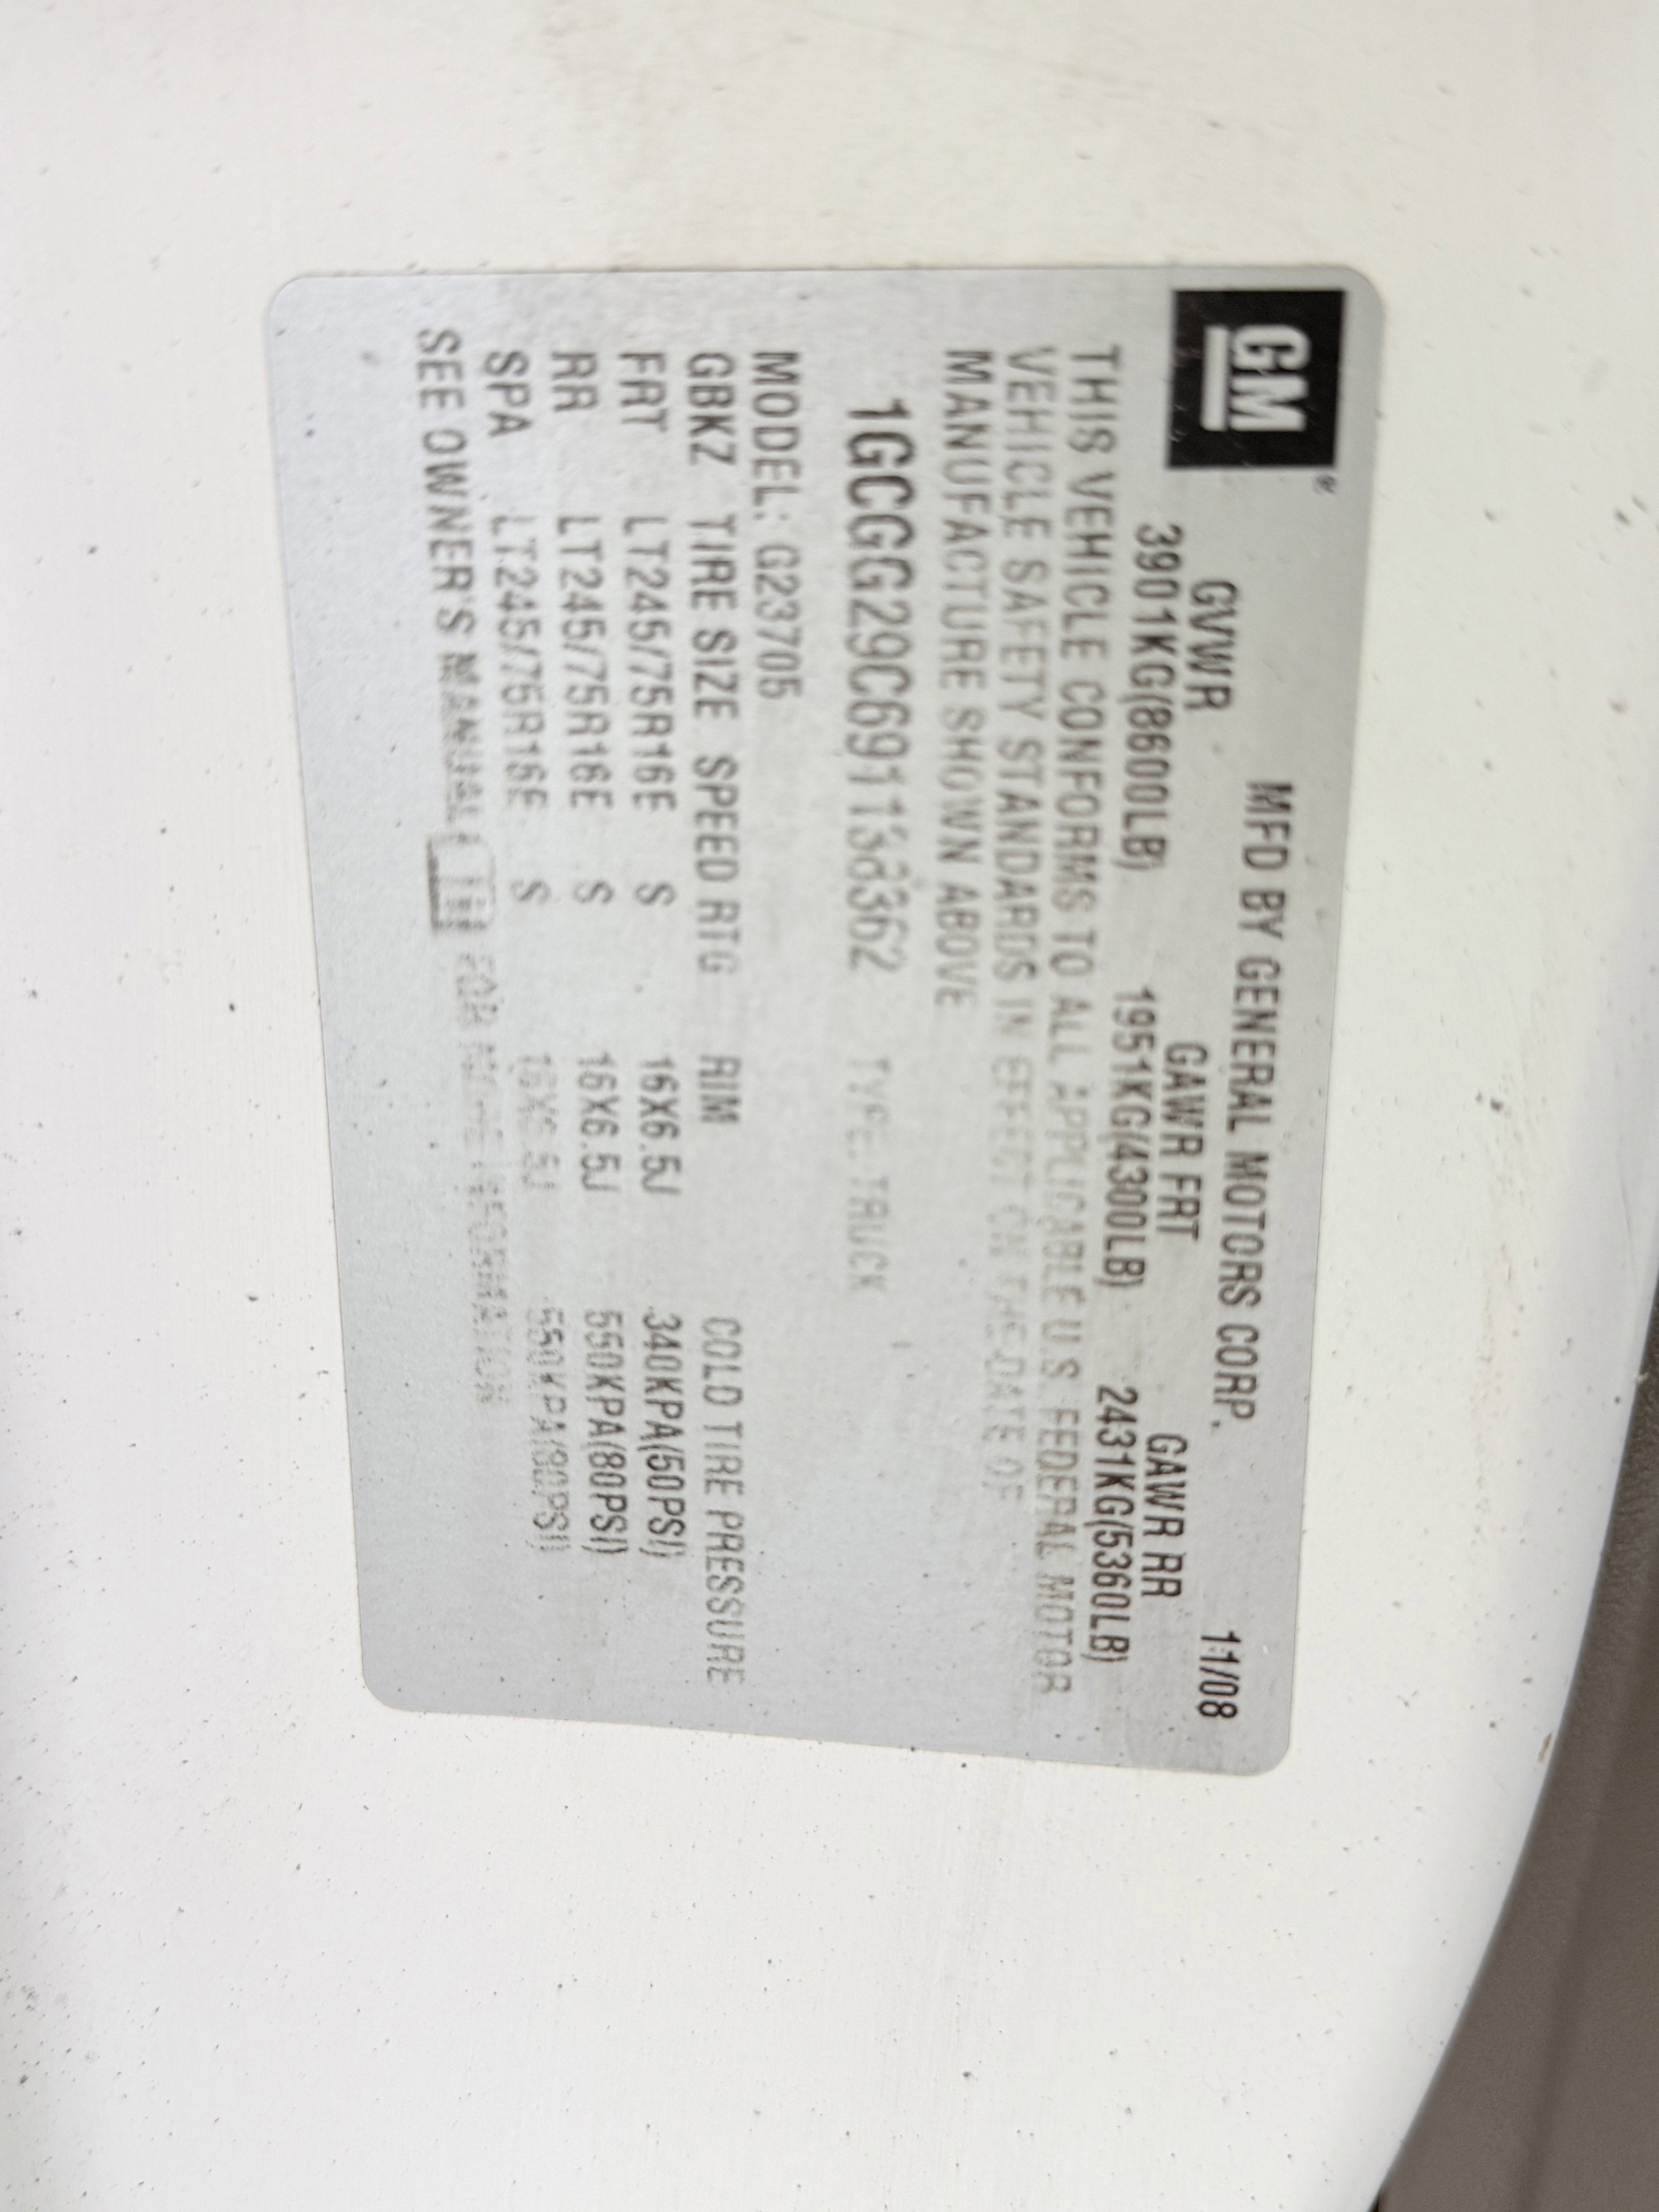 GM®
MFD BY GENERAL MOTORS CORP. 11/08
GVWR GAWR FRT GAWR RR
3901KG(8600LB) 1951KG(4300LB) 2431KG(5360LB)
THIS VEHICLE CONFORMS TO ALL APPLICABLE U.S. FEDERAL MOTOR
VEHICLE SAFETY STANDARDS IN EFFECT ON THE DATE OF
MANUFACTURE SHOWN ABOVE
1GCGG29C691138362 TYPE: TRUCK
MODEL: G23705
GBKZ TIRE SIZE SPEED RTG RIM COLD TIRE PRESSURE
FRT LT245/75R16E S 16X6.5J 340KPA(50PSI)
RR LT245/75R16E S 16X6.5J 550KPA(80PSI)
SPA LT245/75R16E S 16X6.5J 550KPA(80PSI)
SEE OWNER'S MANUAL FOR MORE INFORMATION